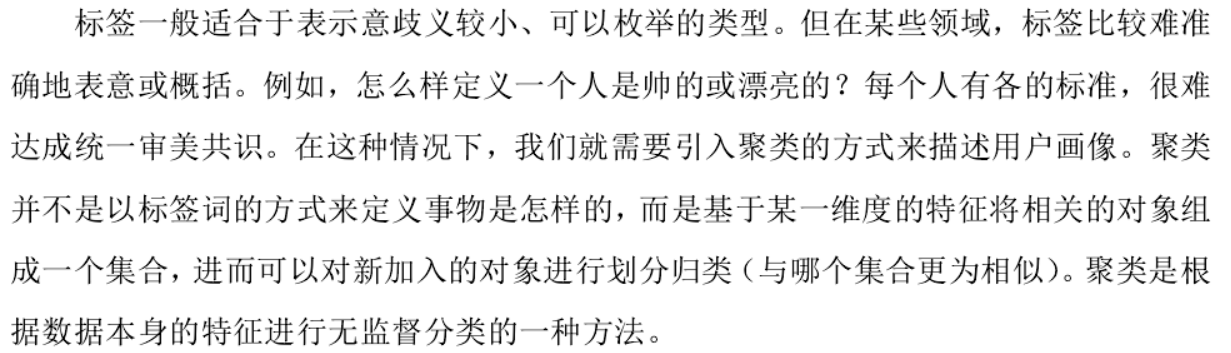 标签一般适合于表示意歧义较小、可以枚举的类型。但在某些领域，标签比较难准
确地表意或概括。例如，怎么样定义一个人是帅的或漂亮的？每个人有各的标准，很难
达成统一审美共识。在这种情况下，我们就需要引入聚类的方式来描述用户画像。聚类
并不是以标签词的方式来定义事物是怎样的，而是基于某一维度的特征将相关的对象组
成一个集合，进而可以对新加入的对象进行划分归类（与哪个集合更为相似）。聚类是根
据数据本身的特征进行无监督分类的一种方法。